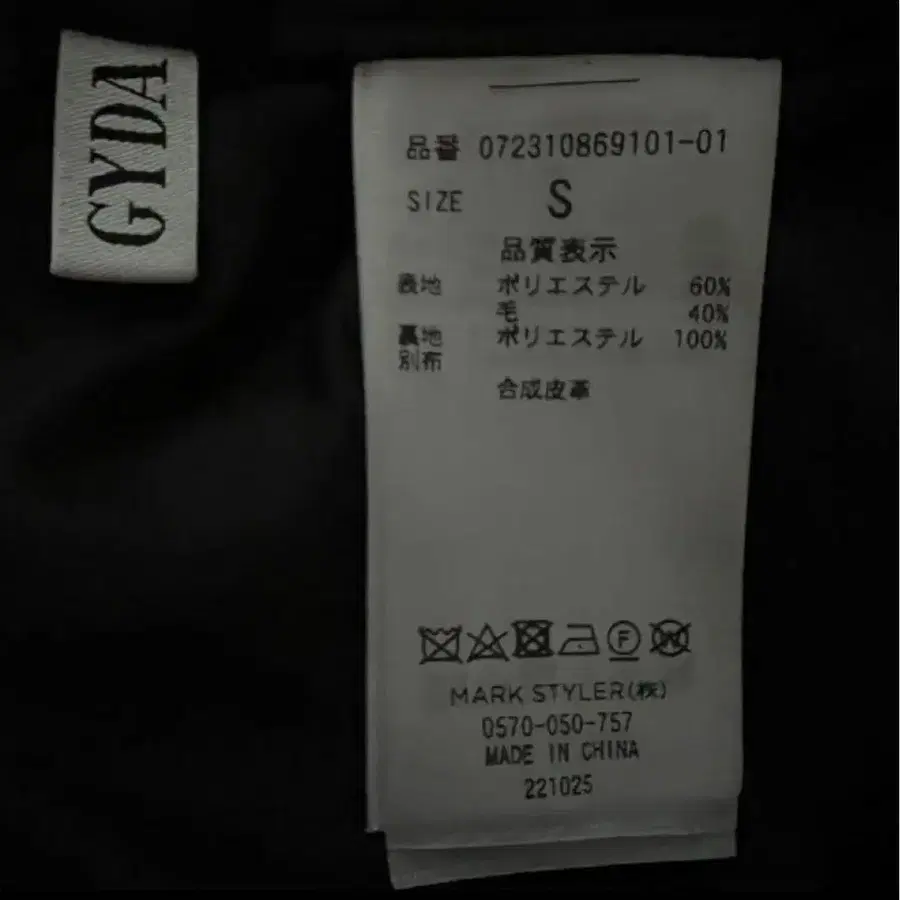 GYDA
品番 072310869101-01
SIZE S
品質表示
表地 ポリエステル 60%
毛 40%
裏地 ポリエステル 100%
別布
合成皮革
F W
MARK STYLER(株)
0570-050-757
MADE IN CHINA
221025